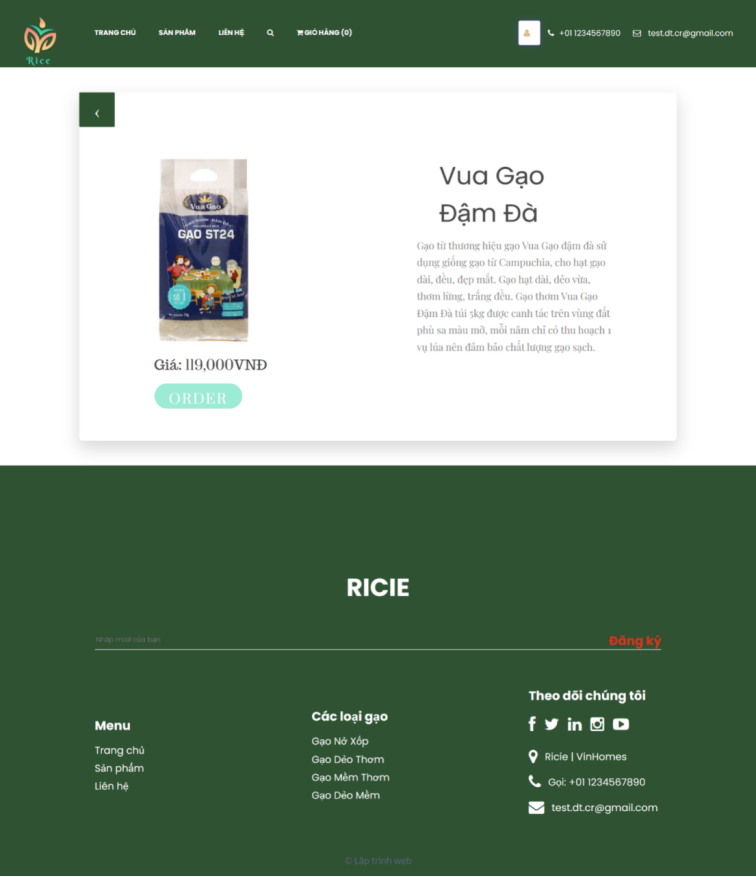 Rice
TRANG CHỦ
SẢN PHẨM
LIÊN HỆ
GIỎ HÀNG (0)
+01 1234567890
test.dt.cr@gmail.com
Vua Gạo
GẠO ST24
Vua Gạo
Đậm Đà
Gạo từ thương hiệu gạo Vua Gạo đậm đà sử
dụng giống gạo từ Campuchia, cho hạt gạo
dài, đều, đẹp mắt. Gạo hạt dài, dẻo vừa,
thơm lừng, trắng đều. Gạo thơm Vua Gạo
Đậm Đà túi 5kg được canh tác trên vùng đất
phù sa màu mỡ, mỗi năm chỉ có thu hoạch 1
vụ lúa nên đảm bảo chất lượng gạo sạch.
Giá: 119,000VNĐ
ORDER
RICIE
Nhập mail của bạn
Đăng ký
Menu
Trang chủ
Sản phẩm
Liên hệ
Các loại gạo
Gạo Nở Xốp
Gạo Dẻo Thơm
Gạo Mềm Thơm
Gạo Dẻo Mềm
Theo dõi chúng tôi
Ricie | VinHomes
Gọi: +01 1234567890
test.dt.cr@gmail.com
© Lập trình web